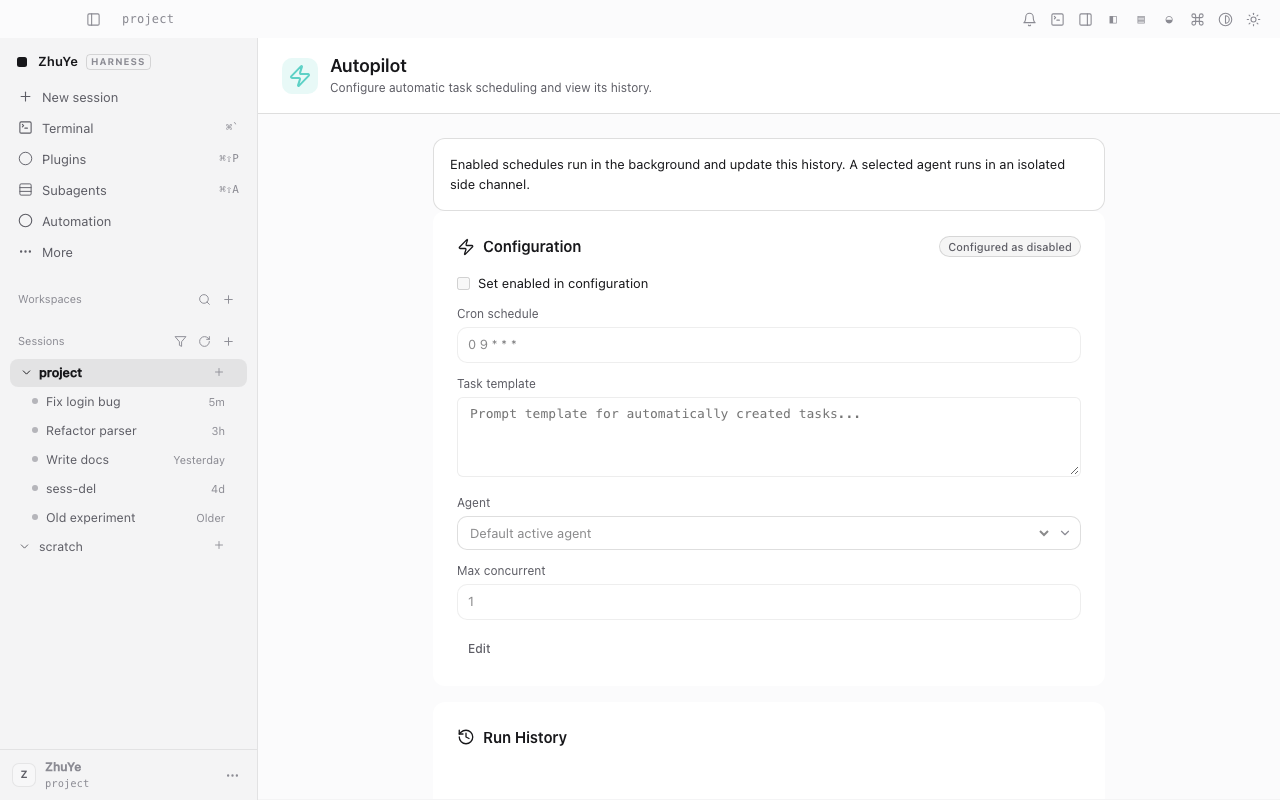 project
ZhuYe HARNESS
New session
Terminal ⌘`
Plugins ⌘⇧P
Subagents ⌘⇧A
Automation
More
Workspaces
Sessions
project
Fix login bug 5m
Refactor parser 3h
Write docs Yesterday
sess-del 4d
Old experiment Older
scratch
Z ZhuYe
project
Autopilot
Configure automatic task scheduling and view its history.
Enabled schedules run in the background and update this history. A selected agent runs in an isolated
side channel.
Configuration Configured as disabled
Set enabled in configuration
Cron schedule
0 9 * * *
Task template
Prompt template for automatically created tasks...
Agent
Default active agent
Max concurrent
1
Edit
Run History